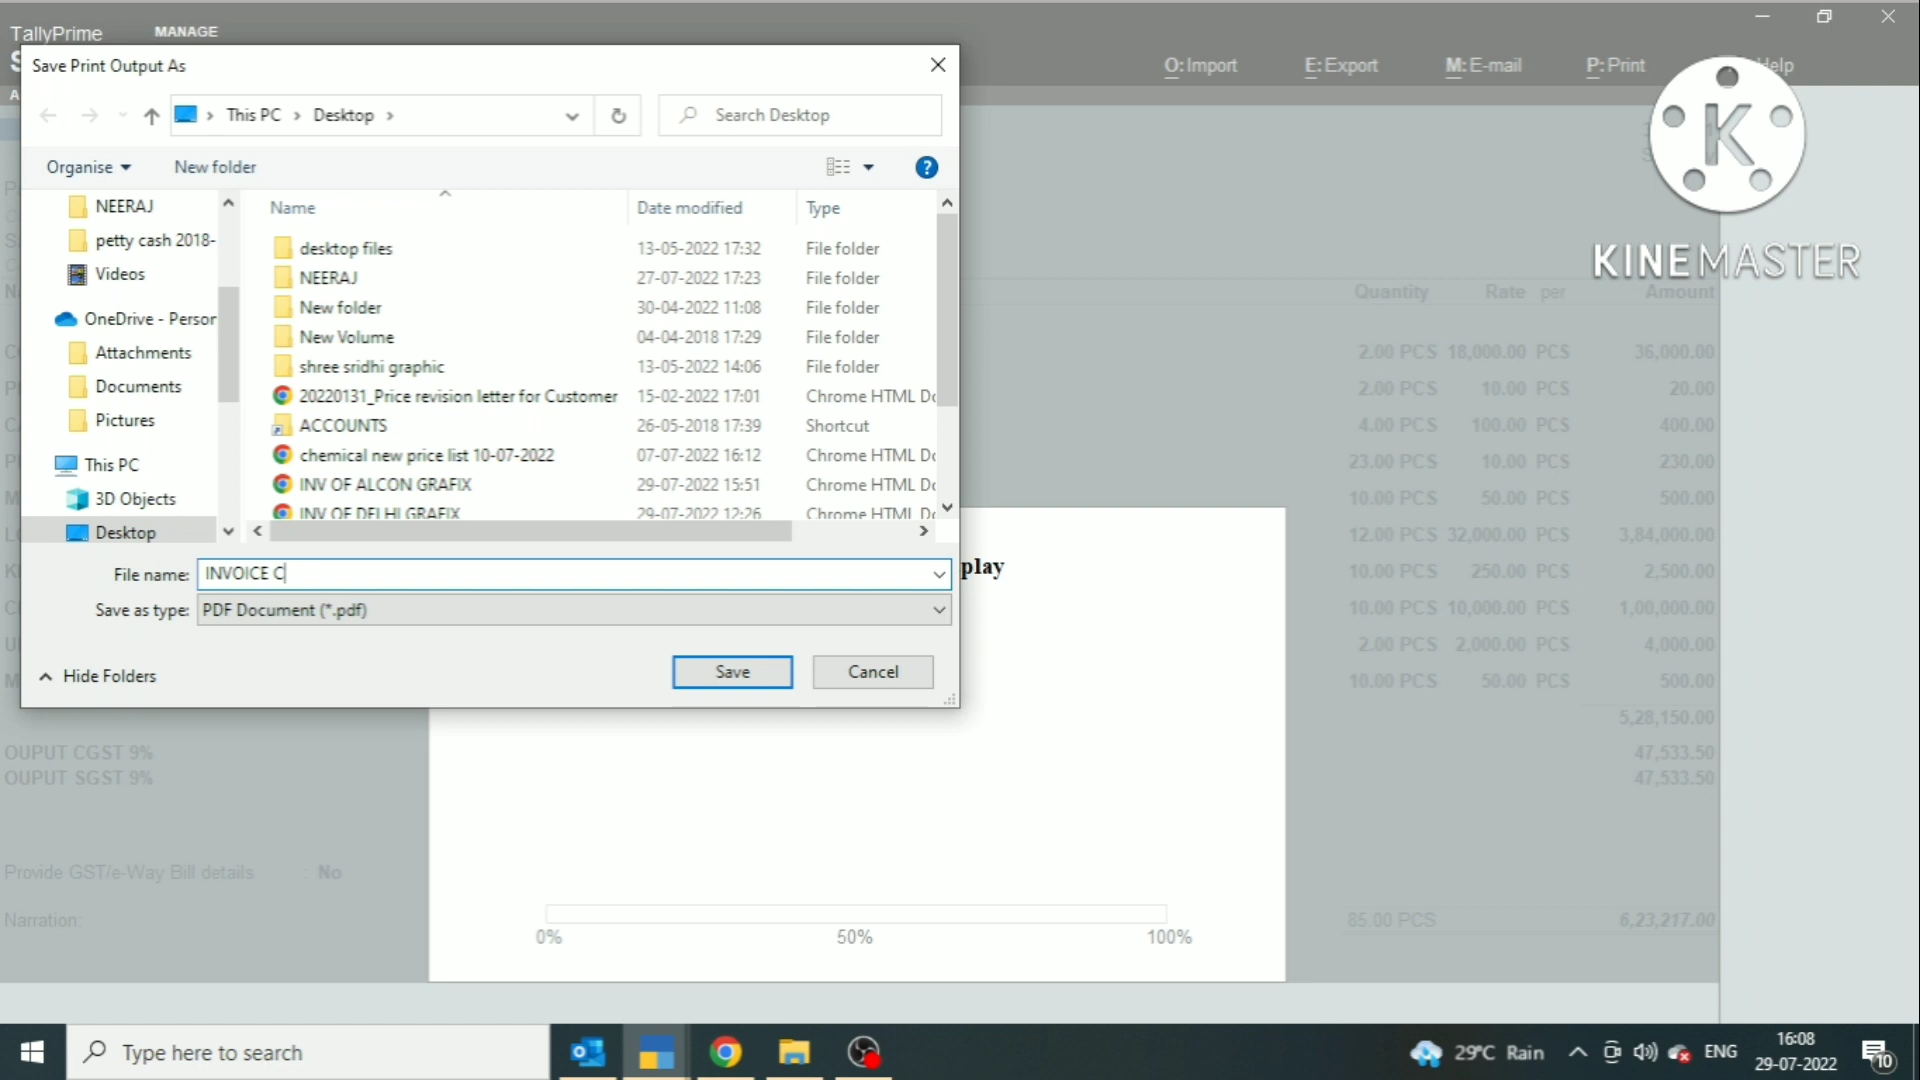 TallyPrime
MANAGE
O: Import
E: Export
M: E-mail
P: Print
Help
Save Print Output As
This PC > Desktop >
Search Desktop
Organise
New folder
NEERAJ
petty cash 2018-
Videos
OneDrive - Persor
Attachments
Documents
Pictures
This PC
3D Objects
Desktop
Name Date modified Type
desktop files 13-05-2022 17:32 File folder
NEERAJ 27-07-2022 17:23 File folder
New folder 30-04-2022 11:08 File folder
New Volume 04-04-2018 17:29 File folder
shree sridhi graphic 13-05-2022 14:06 File folder
20220131_Price revision letter for Customer 15-02-2022 17:01 Chrome HTML Do
ACCOUNTS 26-05-2018 17:39 Shortcut
chemical new price list 10-07-2022 07-07-2022 16:12 Chrome HTML Do
INV OF ALCON GRAFIX 29-07-2022 15:51 Chrome HTML Do
INV OF DELHI GRAFIX 29-07-2022 12:26 Chrome HTML Do
File name: INVOICE C
Save as type: PDF Document (*.pdf)
Hide Folders
Save
Cancel
K
KINEMASTER
Quantity Rate per Amount
2.00 PCS 18,000.00 PCS 36,000.00
2.00 PCS 10.00 PCS 20.00
4.00 PCS 100.00 PCS 400.00
23.00 PCS 10.00 PCS 230.00
10.00 PCS 50.00 PCS 500.00
12.00 PCS 32,000.00 PCS 3,84,000.00
10.00 PCS 250.00 PCS 2,500.00
10.00 PCS 10,000.00 PCS 1,00,000.00
2.00 PCS 2,000.00 PCS 4,000.00
10.00 PCS 50.00 PCS 500.00
5,28,150.00
play
OUPUT CGST 9% 47,533.50
OUPUT SGST 9% 47,533.50
Provide GST/e-Way Bill details : No
Narration:
85.00 PCS 6,23,217.00
0% 50% 100%
Type here to search
29°C Rain
ENG
16:08
29-07-2022
10